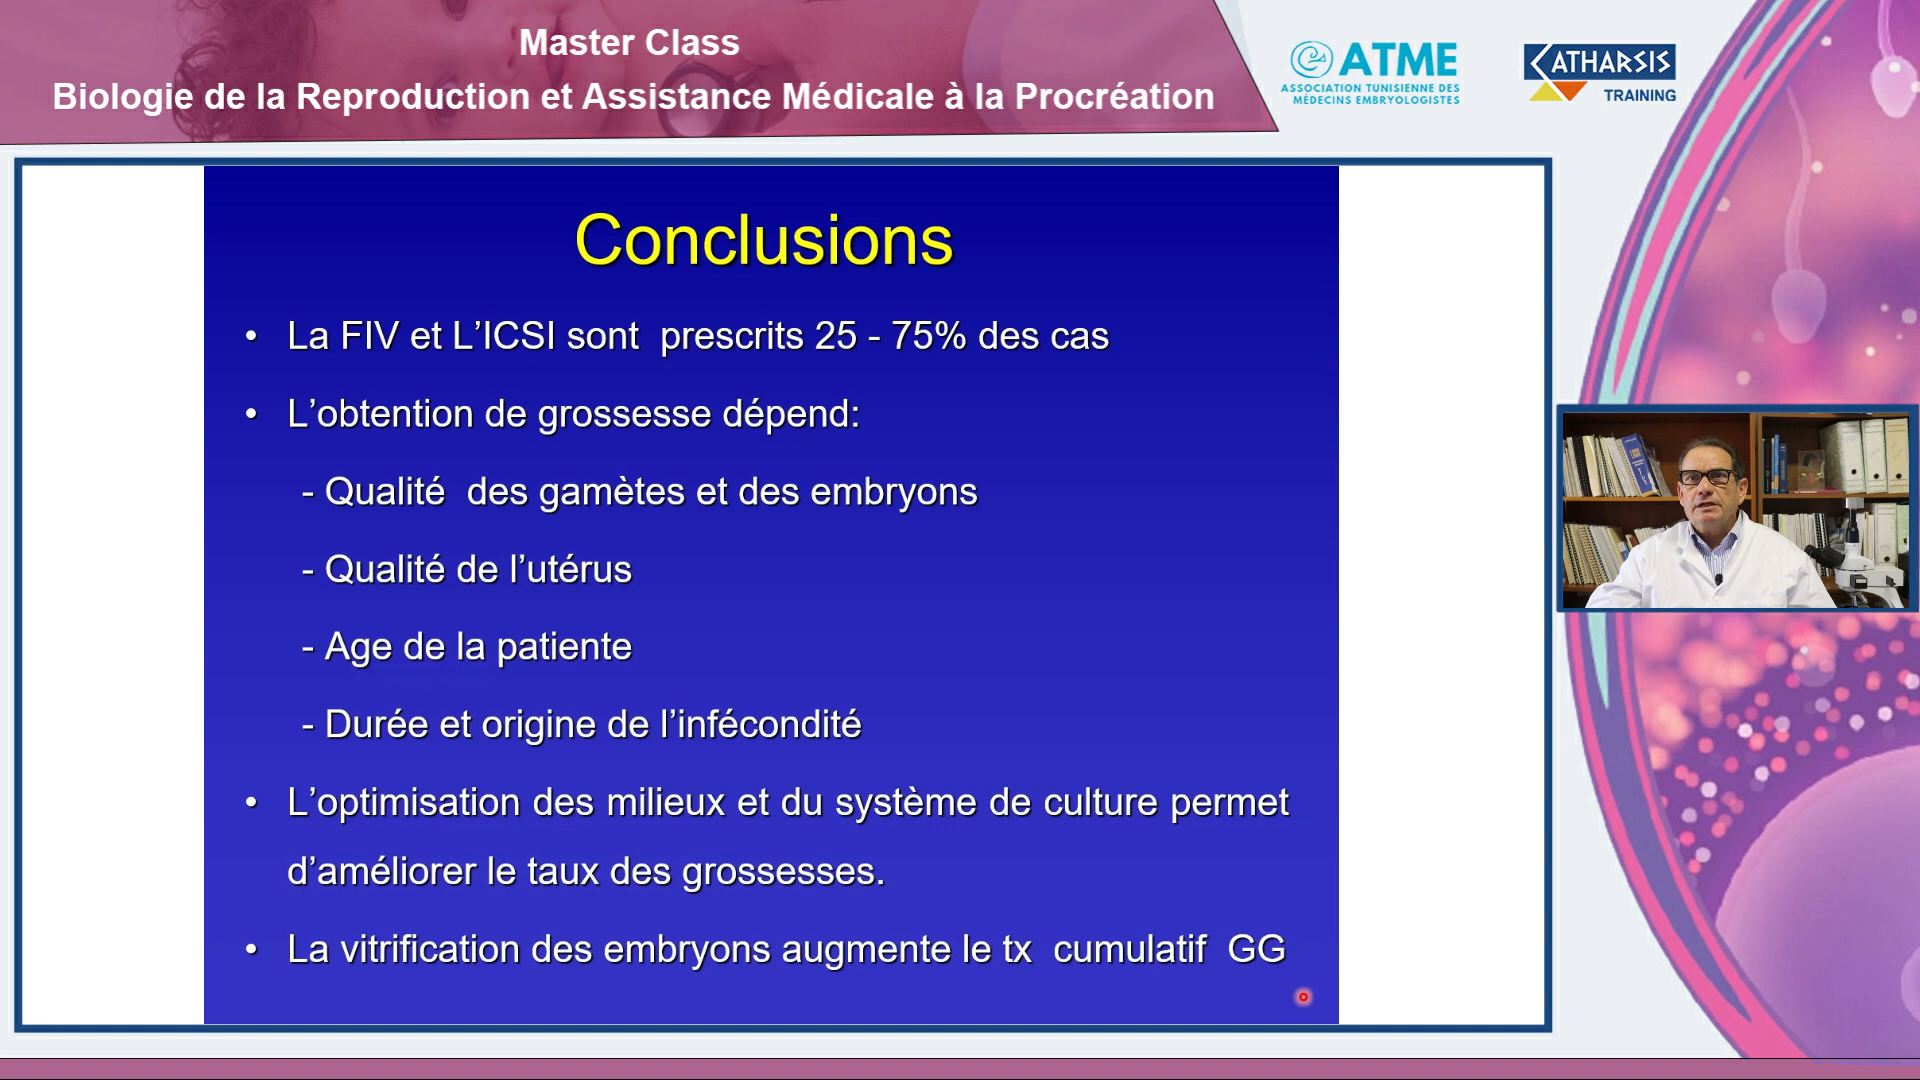 Master Class
Biologie de la Reproduction et Assistance Médicale à la Procréation
ATME
ASSOCIATION TUNISIENNE DES
MÉDECINS EMBRYOLOGISTES
CATHARSIS
TRAINING
Conclusions
• La FIV et L’ICSI sont prescrits 25 - 75% des cas
• L’obtention de grossesse dépend:
- Qualité des gamètes et des embryons
- Qualité de l’utérus
- Age de la patiente
- Durée et origine de l’infécondité
• L’optimisation des milieux et du système de culture permet
d’améliorer le taux des grossesses.
• La vitrification des embryons augmente le tx cumulatif GG